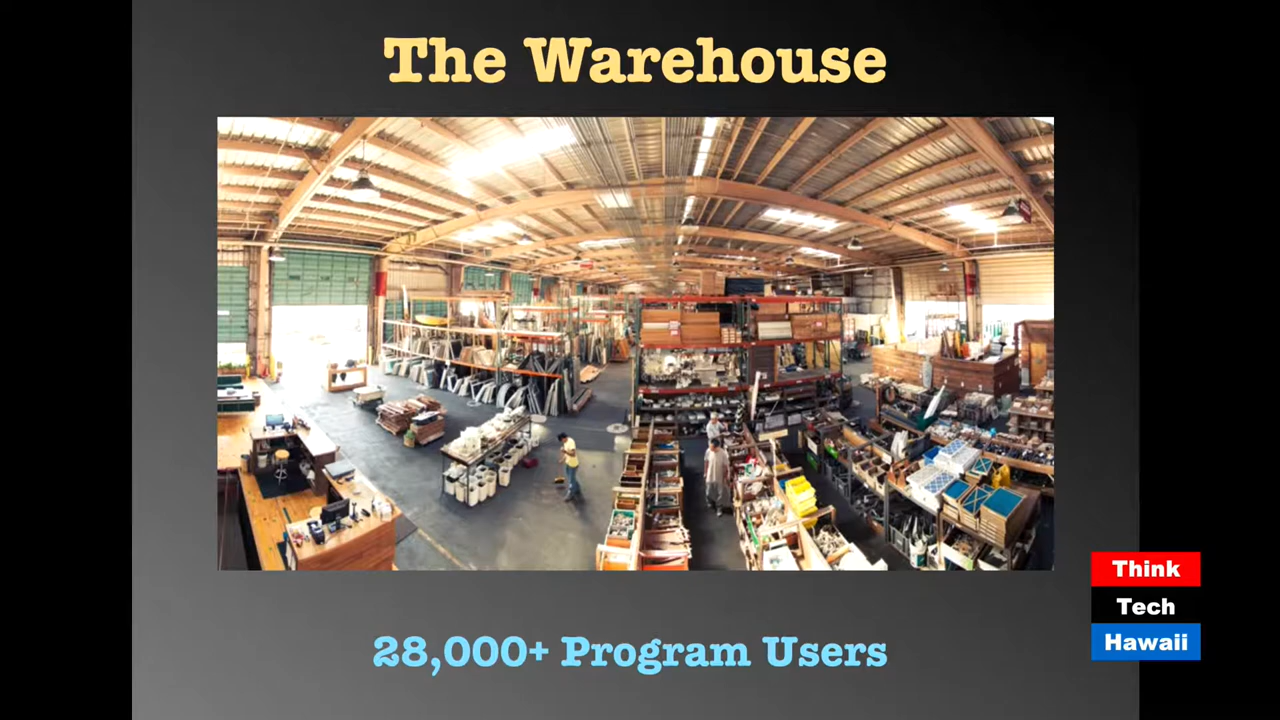 The Warehouse
Think
Tech
Hawaii
28,000+ Program Users